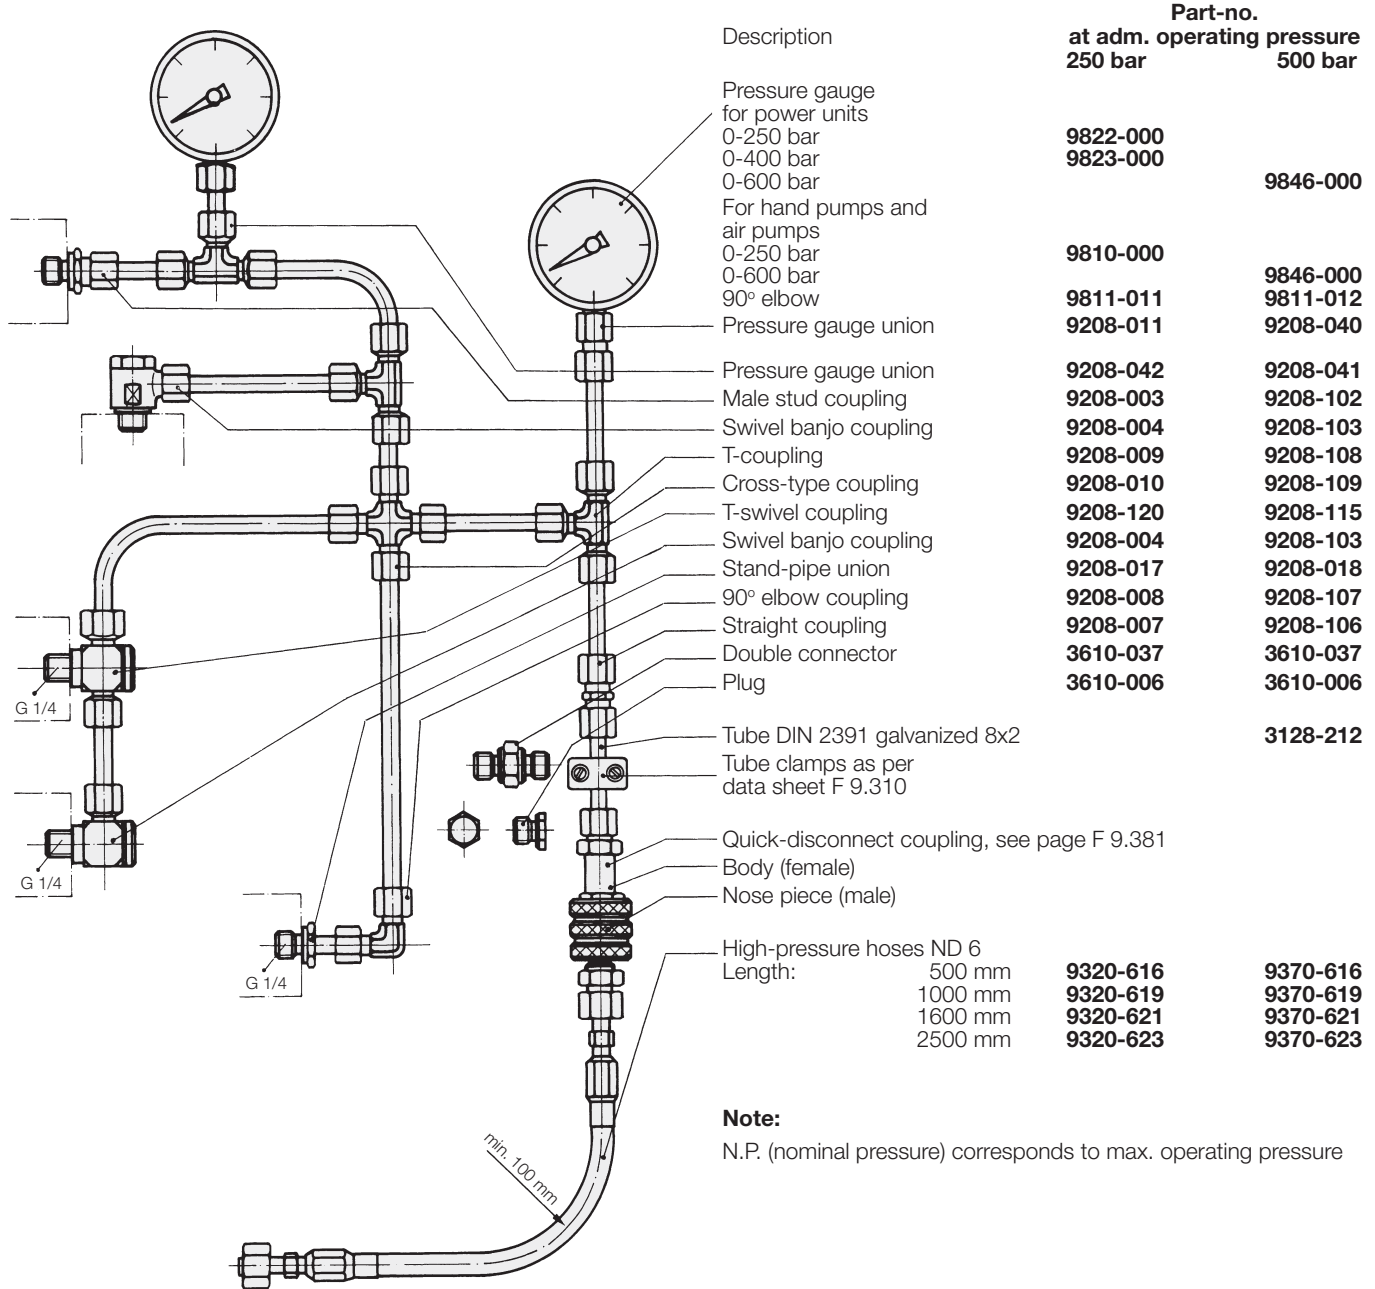 Part-no.
Description at adm. operating pressure
250 bar 500 bar
Pressure gauge
for power units
0-250 bar 9822-000
0-400 bar 9823-000
0-600 bar 9846-000
For hand pumps and
air pumps
0-250 bar 9810-000
0-600 bar 9846-000
90° elbow 9811-011 9811-012
Pressure gauge union 9208-011 9208-040
Pressure gauge union 9208-042 9208-041
Male stud coupling 9208-003 9208-102
Swivel banjo coupling 9208-004 9208-103
T-coupling 9208-009 9208-108
Cross-type coupling 9208-010 9208-109
T-swivel coupling 9208-120 9208-115
Swivel banjo coupling 9208-004 9208-103
Stand-pipe union 9208-017 9208-018
90° elbow coupling 9208-008 9208-107
Straight coupling 9208-007 9208-106
Double connector 3610-037 3610-037
Plug 3610-006 3610-006
Tube DIN 2391 galvanized 8x2 3128-212
Tube clamps as per
data sheet F 9.310
Quick-disconnect coupling, see page F 9.381
Body (female)
Nose piece (male)
High-pressure hoses ND 6
Length: 500 mm 9320-616 9370-616
1000 mm 9320-619 9370-619
1600 mm 9320-621 9370-621
2500 mm 9320-623 9370-623
Note:
N.P. (nominal pressure) corresponds to max. operating pressure
G 1/4
G 1/4
G 1/4
min. 100 mm